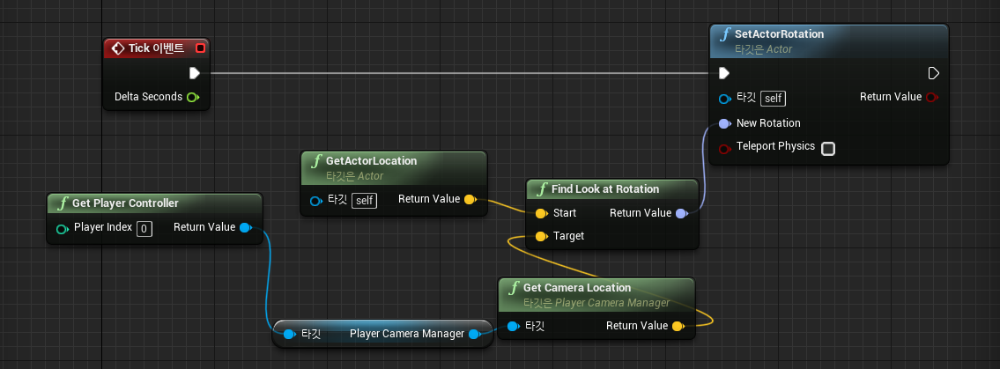 Tick 이벤트
Delta Seconds
SetActorRotation
타깃은 Actor
타깃 self
Return Value
New Rotation
Teleport Physics
GetActorLocation
타깃은 Actor
타깃 self
Return Value
Find Look at Rotation
Start
Return Value
Target
Get Player Controller
Player Index 0
Return Value
Get Camera Location
타깃은 Player Camera Manager
타깃
Return Value
타깃
Player Camera Manager